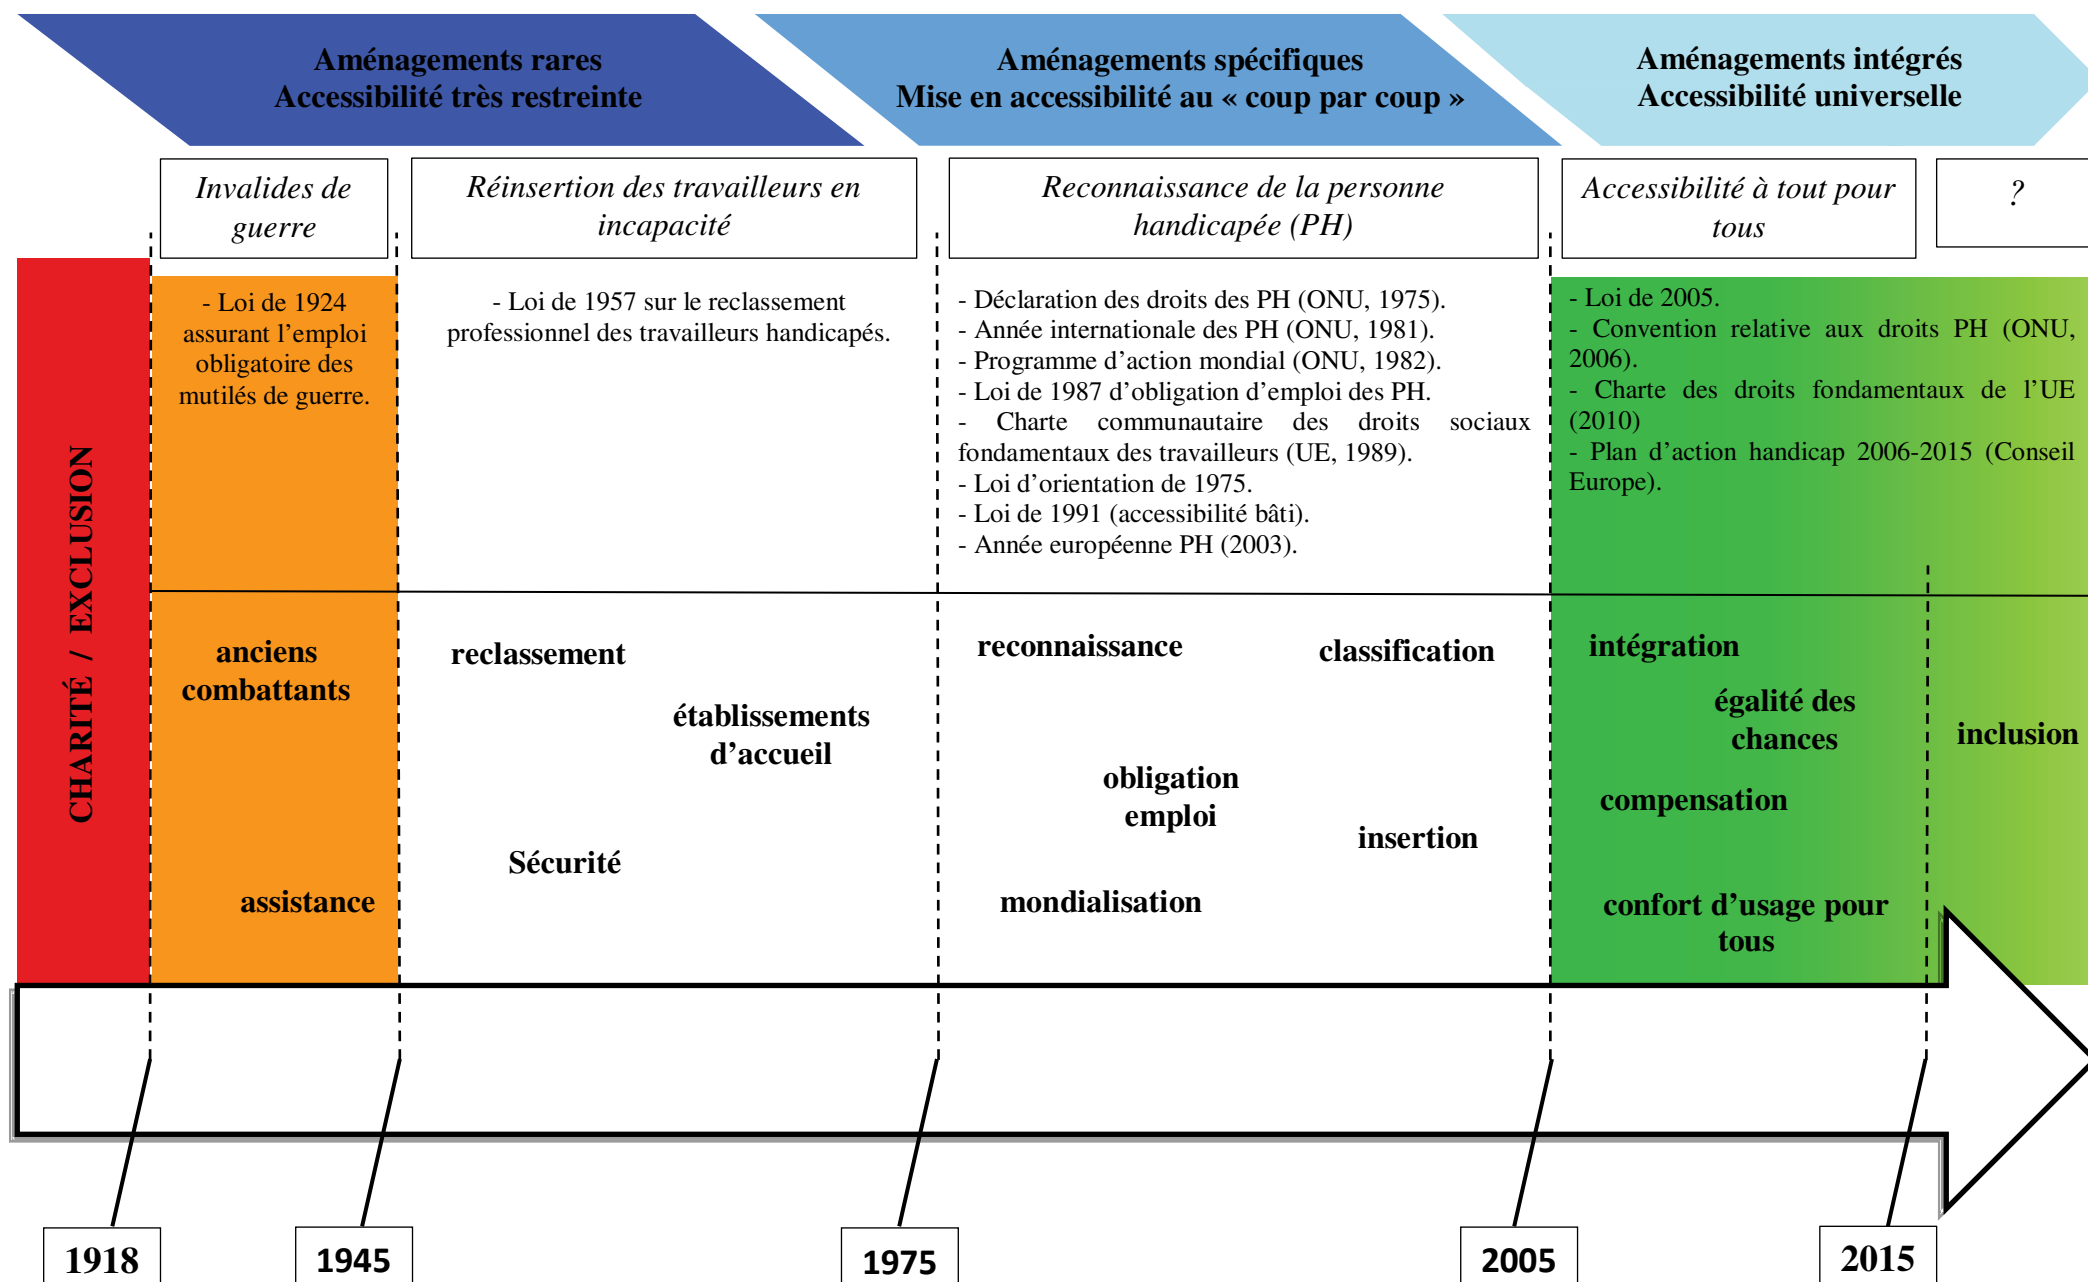 Aménagements rares
Accessibilité très restreinte
Aménagements spécifiques
Mise en accessibilité au « coup par coup »
Aménagements intégrés
Accessibilité universelle
Invalides de
guerre
Réinsertion des travailleurs en
incapacité
Reconnaissance de la personne
handicapée (PH)
Accessibilité à tout pour
tous
?
CHARITÉ / EXCLUSION
- Loi de 1924
assurant l’emploi
obligatoire des
mutilés de guerre.
- Loi de 1957 sur le reclassement
professionnel des travailleurs handicapés.
- Déclaration des droits des PH (ONU, 1975).
- Année internationale des PH (ONU, 1981).
- Programme d’action mondial (ONU, 1982).
- Loi de 1987 d’obligation d’emploi des PH.
- Charte communautaire des droits sociaux
fondamentaux des travailleurs (UE, 1989).
- Loi d’orientation de 1975.
- Loi de 1991 (accessibilité bâti).
- Année européenne PH (2003).
- Loi de 2005.
- Convention relative aux droits PH (ONU,
2006).
- Charte des droits fondamentaux de l’UE
(2010)
- Plan d’action handicap 2006-2015 (Conseil
Europe).
anciens
combattants
assistance
reclassement
établissements
d’accueil
Sécurité
reconnaissance
classification
obligation
emploi
insertion
mondialisation
intégration
égalité des
chances
compensation
confort d’usage pour
tous
inclusion
1918
1945
1975
2005
2015